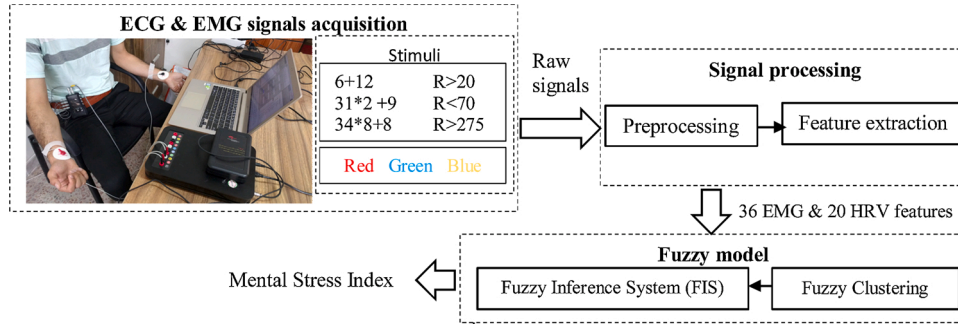 ECG & EMG signals acquisition
Stimuli
6+12 R>20
31*2 +9 R<70
34*8+8 R>275
Red Green Blue
Raw
signals
Signal processing
Preprocessing
Feature extraction
36 EMG & 20 HRV features
Fuzzy model
Fuzzy Inference System (FIS)
Fuzzy Clustering
Mental Stress Index